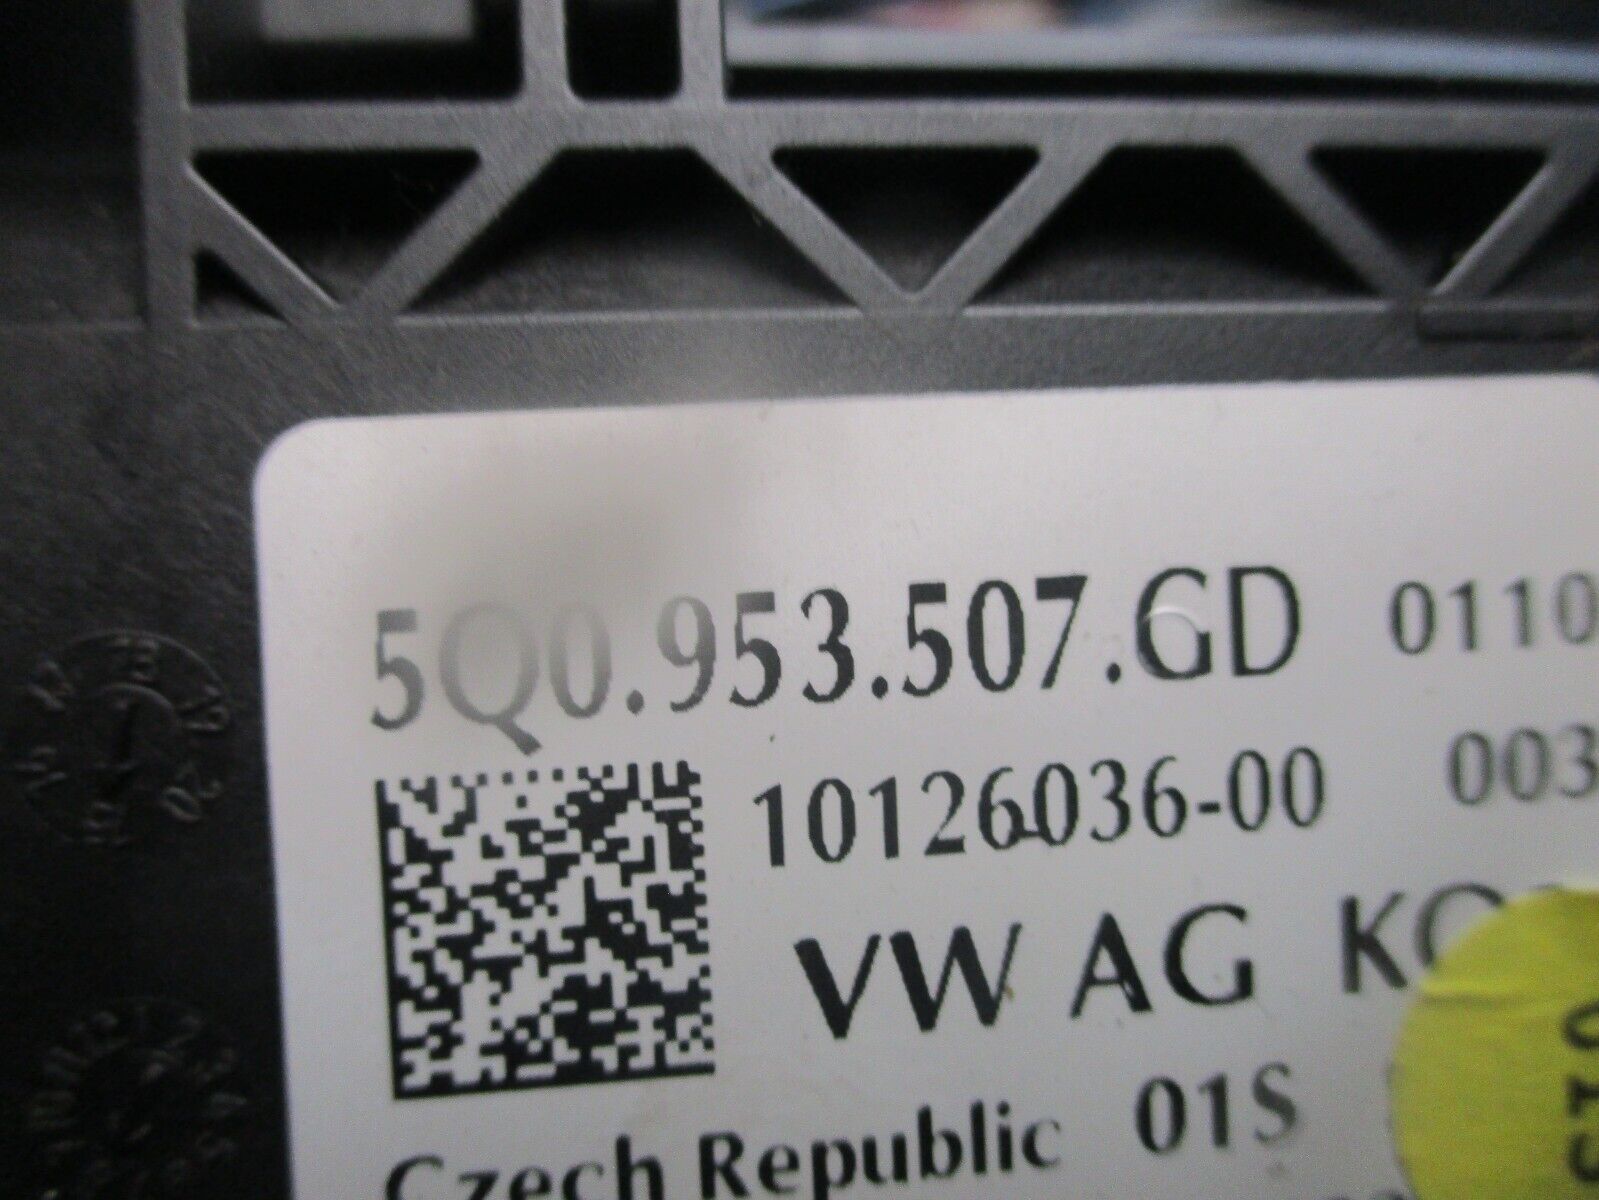 5Q0.953.507.GD 0110
10126036-00 003
VW AG
Czech Republic 01S